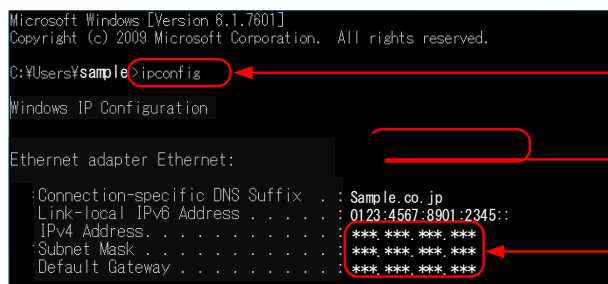 Microsoft Windows [Version 6.1.7601]
Copyright (c) 2009 Microsoft Corporation. All rights reserved.
C:¥Users¥sample>ipconfig
Windows IP Configuration
Ethernet adapter Ethernet:
Connection-specific DNS Suffix . : Sample.co.jp
Link-local IPv6 Address . . . . . : 0123:4567:8901:2345::
IPv4 Address. . . . . . . . . . . : ***.***.***.***
Subnet Mask . . . . . . . . . . . : ***.***.***.***
Default Gateway . . . . . . . . . : ***.***.***.***